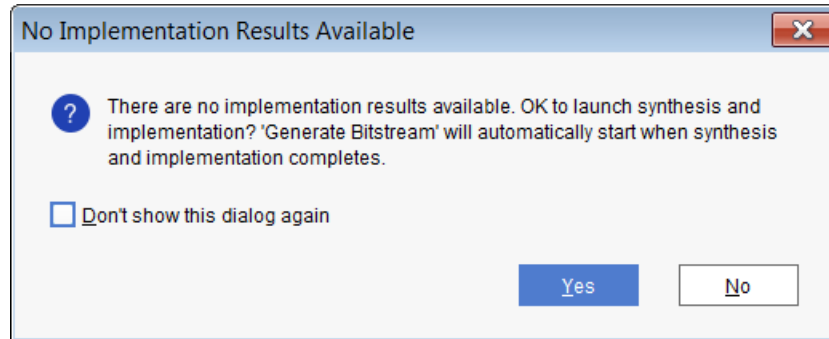 No Implementation Results Available
There are no implementation results available. OK to launch synthesis and
implementation? 'Generate Bitstream' will automatically start when synthesis
and implementation completes.
Don't show this dialog again
Yes
No